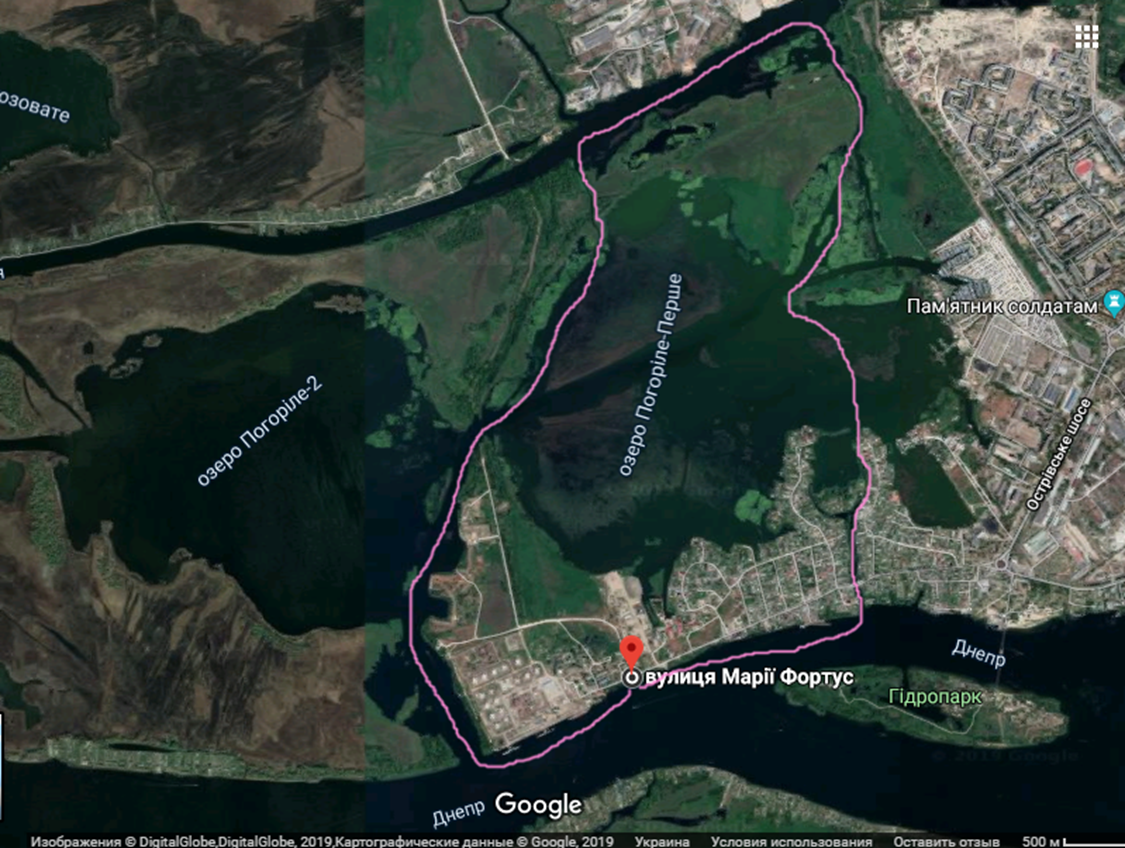 озовате
я
Пам'ятник солдатам
озеро Погоріле-Перше
озеро Погоріле-2
Острівське шосе
вулиця Марії Фортус
Днепр
Гідропарк
© 2019 Google
Днепр Google
Изображения © DigitalGlobe,DigitalGlobe, 2019,Картографические данные © Google, 2019 Украина Условия использования Оставить отзыв 500 м